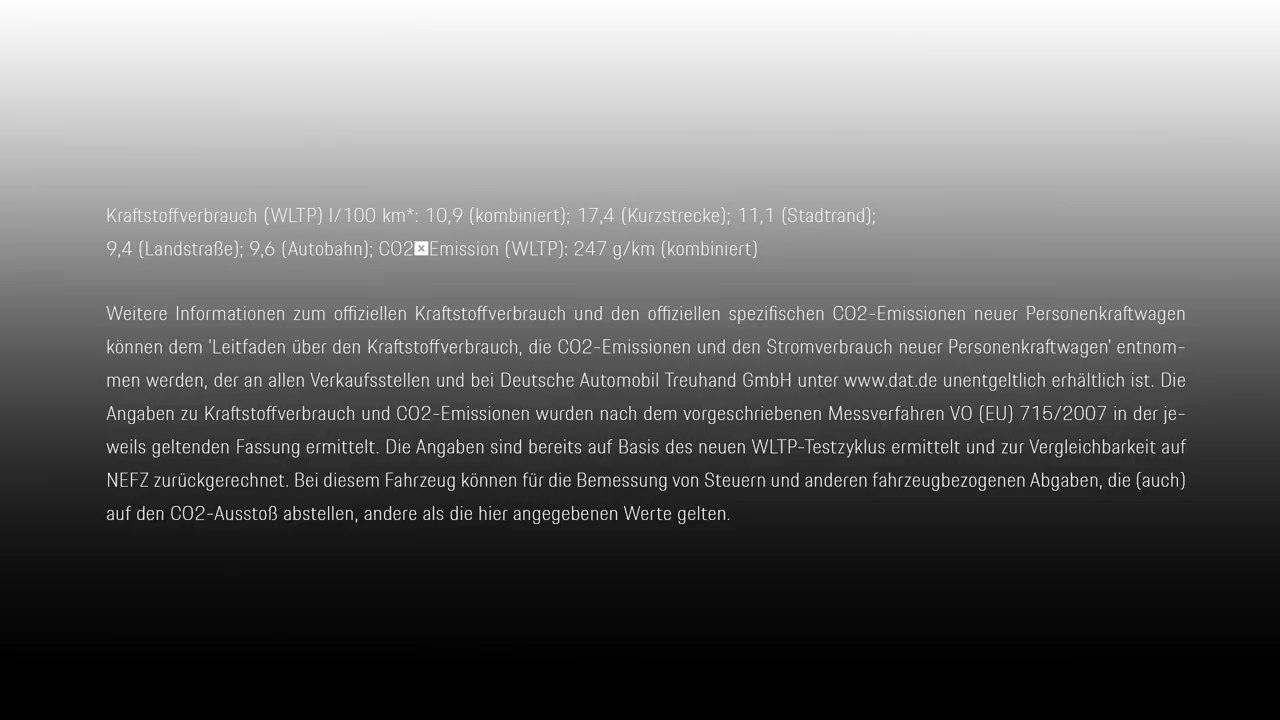 Kraftstoffverbrauch (WLTP) l/100 km*: 10,9 (kombiniert); 17,4 (Kurzstrecke); 11,1 (Stadtrand);
9,4 (Landstraße); 9,6 (Autobahn); CO2☒Emission (WLTP): 247 g/km (kombiniert)
Weitere Informationen zum offiziellen Kraftstoffverbrauch und den offiziellen spezifischen CO2-Emissionen neuer Personenkraftwagen
können dem 'Leitfaden über den Kraftstoffverbrauch, die CO2-Emissionen und den Stromverbrauch neuer Personenkraftwagen' entnom-
men werden, der an allen Verkaufsstellen und bei Deutsche Automobil Treuhand GmbH unter www.dat.de unentgeltlich erhältlich ist. Die
Angaben zu Kraftstoffverbrauch und CO2-Emissionen wurden nach dem vorgeschriebenen Messverfahren VO (EU) 715/2007 in der je-
weils geltenden Fassung ermittelt. Die Angaben sind bereits auf Basis des neuen WLTP-Testzyklus ermittelt und zur Vergleichbarkeit auf
NEFZ zurückgerechnet. Bei diesem Fahrzeug können für die Bemessung von Steuern und anderen fahrzeugbezogenen Abgaben, die (auch)
auf den CO2-Ausstoß abstellen, andere als die hier angegebenen Werte gelten.